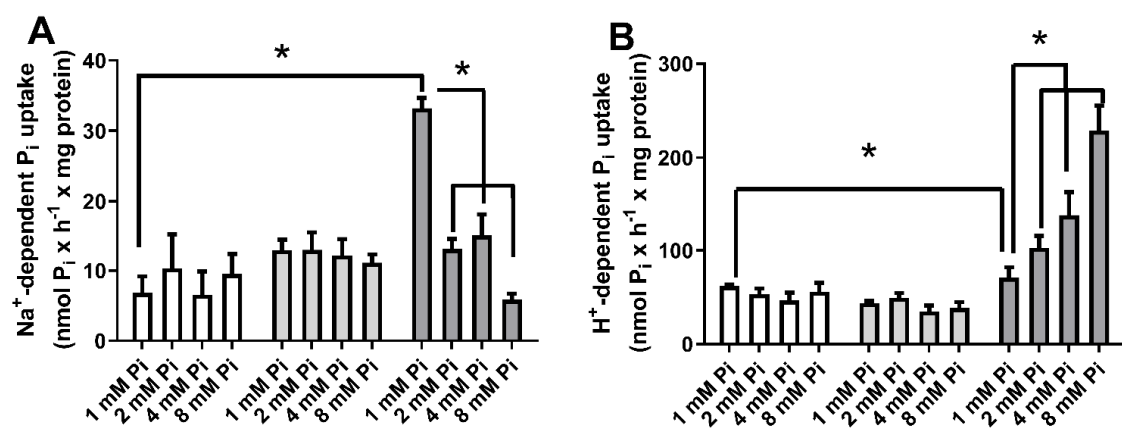 A
Na⁺-dependent Pᵢ uptake
(nmol Pᵢ x h⁻¹ x mg protein)
40
30
20
10
0
*
*
1 mM Pi
2 mM Pi
4 mM Pi
8 mM Pi
1 mM Pi
2 mM Pi
4 mM Pi
8 mM Pi
1 mM Pi
2 mM Pi
4 mM Pi
8 mM Pi
B
H⁺-dependent Pᵢ uptake
(nmol Pᵢ x h⁻¹ x mg protein)
300
200
100
0
*
*
1 mM Pi
2 mM Pi
4 mM Pi
8 mM Pi
1 mM Pi
2 mM Pi
4 mM Pi
8 mM Pi
1 mM Pi
2 mM Pi
4 mM Pi
8 mM Pi